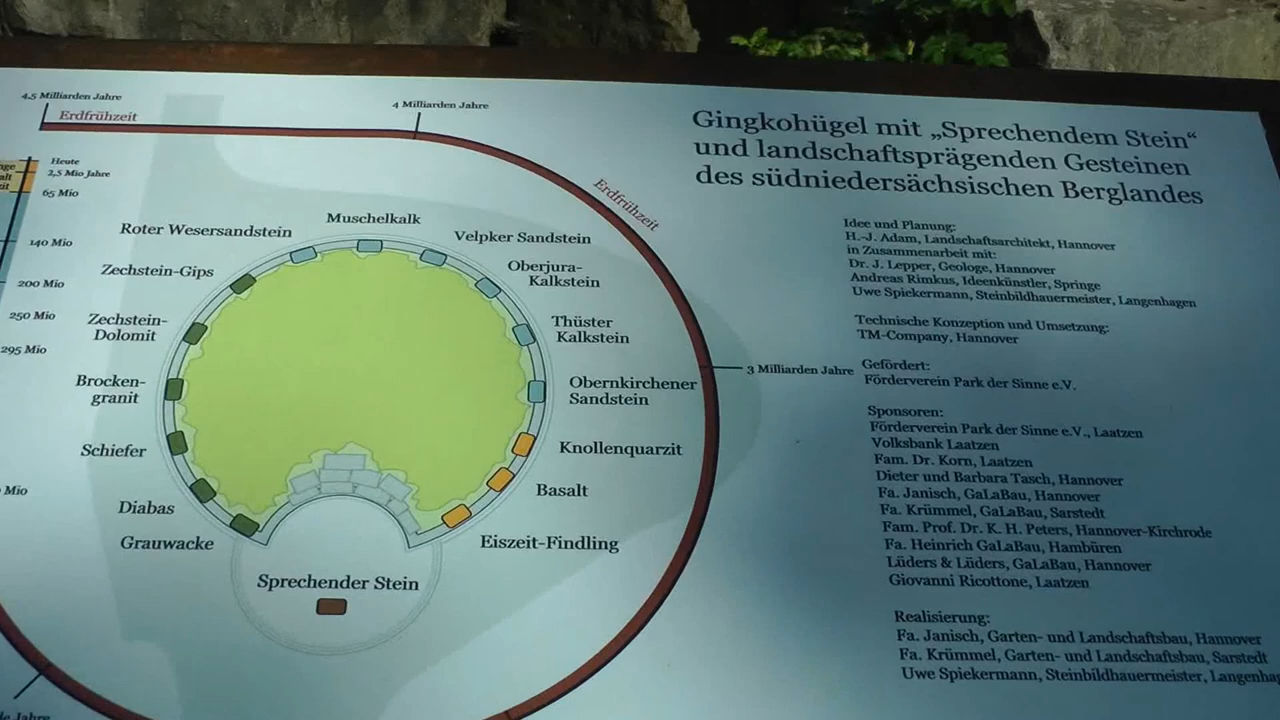 4,5 Milliarden Jahre
Erdfrühzeit
4 Milliarden Jahre
Erdfrühzeit
3 Milliarden Jahre
Heute
2,5 Mio Jahre
65 Mio
140 Mio
200 Mio
250 Mio
295 Mio
Mio
Muschelkalk
Roter Wesersandstein
Velpker Sandstein
Zechstein-Gips
Oberjura-
Kalkstein
Zechstein-
Dolomit
Thüster
Kalkstein
Brocken-
granit
Obernkirchener
Sandstein
Schiefer
Knollenquarzit
Diabas
Basalt
Grauwacke
Eiszeit-Findling
Sprechender Stein
Gingkohügel mit „Sprechendem Stein“
und landschaftsprägenden Gesteinen
des südniedersächsischen Berglandes
Idee und Planung:
H.-J. Adam, Landschaftsarchitekt, Hannover
in Zusammenarbeit mit:
Dr. J. Lepper, Geologe, Hannover
Andreas Rimkus, Ideenkünstler, Springe
Uwe Spiekermann, Steinbildhauermeister, Langenhagen
Technische Konzeption und Umsetzung:
TM-Company, Hannover
Gefördert:
Förderverein Park der Sinne e.V.
Sponsoren:
Förderverein Park der Sinne e.V., Laatzen
Volksbank Laatzen
Fam. Dr. Korn, Laatzen
Dieter und Barbara Tasch, Hannover
Fa. Janisch, GaLaBau, Hannover
Fa. Krümmel, GaLaBau, Sarstedt
Fam. Prof. Dr. K. H. Peters, Hannover-Kirchrode
Fa. Heinrich GaLaBau, Hambüren
Lüders & Lüders, GaLaBau, Hannover
Giovanni Ricottone, Laatzen
Realisierung:
Fa. Janisch, Garten- und Landschaftsbau, Hannover
Fa. Krümmel, Garten- und Landschaftsbau, Sarstedt
Uwe Spiekermann, Steinbildhauermeister, Langenhag